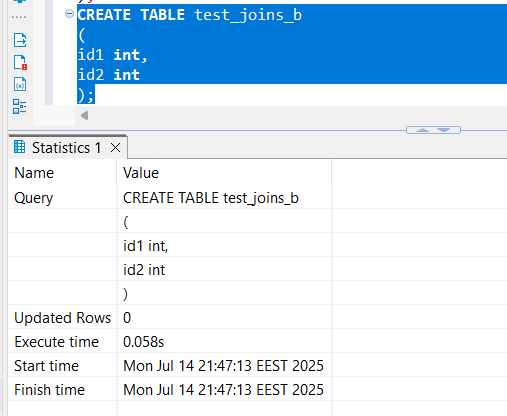 CREATE TABLE test_joins_b
(
id1 int,
id2 int
);
Statistics 1
Name Value
Query CREATE TABLE test_joins_b
(
id1 int,
id2 int
)
Updated Rows 0
Execute time 0.058s
Start time Mon Jul 14 21:47:13 EEST 2025
Finish time Mon Jul 14 21:47:13 EEST 2025